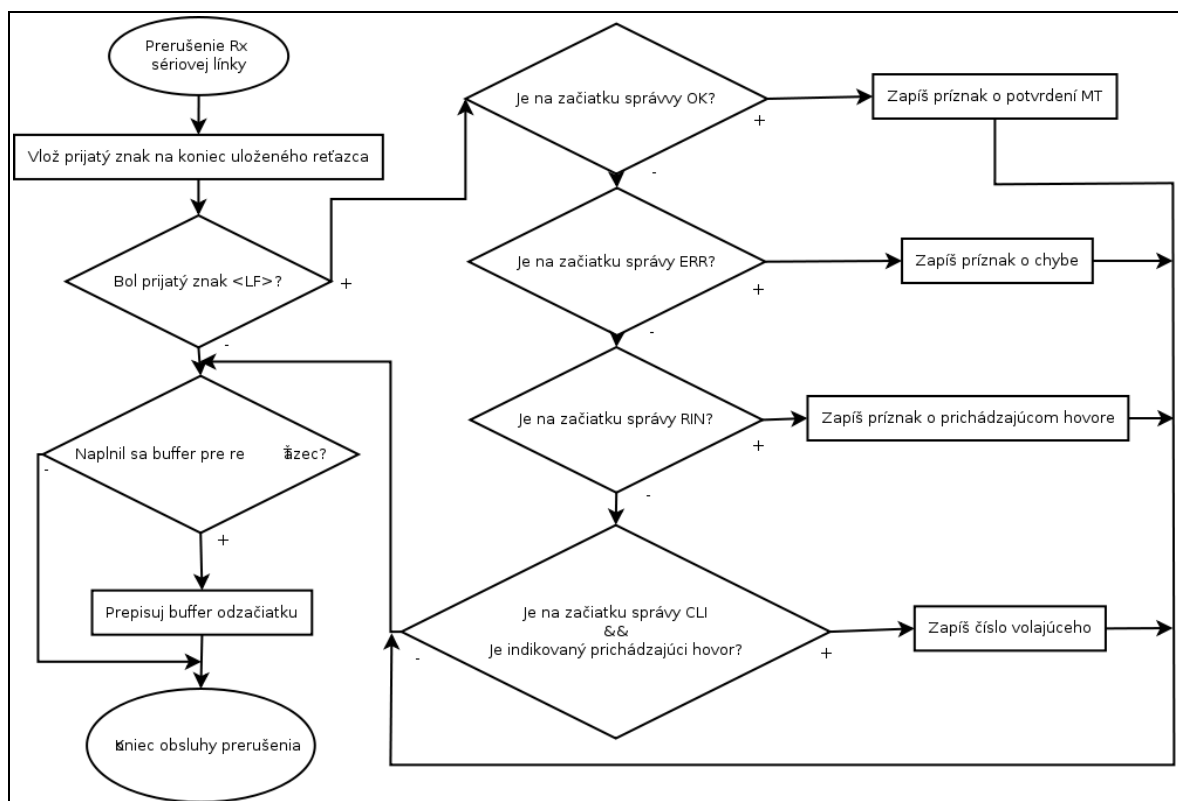 Prerušenie Rx
sériovej línky
Vlož prijatý znak na koniec uloženého reťazca
Bol prijatý znak <LF>?
+
-
Naplnil sa buffer pre re ťazec?
-
+
Prepisuj buffer odzačiatku
Koniec obsluhy prerušenia
Je na začiatku správvy OK?
+
-
Zapíš príznak o potvrdení MT
Je na začiatku správy ERR?
+
-
Zapíš príznak o chybe
Je na začiatku správy RIN?
+
-
Zapíš príznak o prichádzajúcom hovore
Je na začiatku správy CLI
&&
Je indikovaný prichádzajúci hovor?
-
+
Zapíš číslo volajúceho